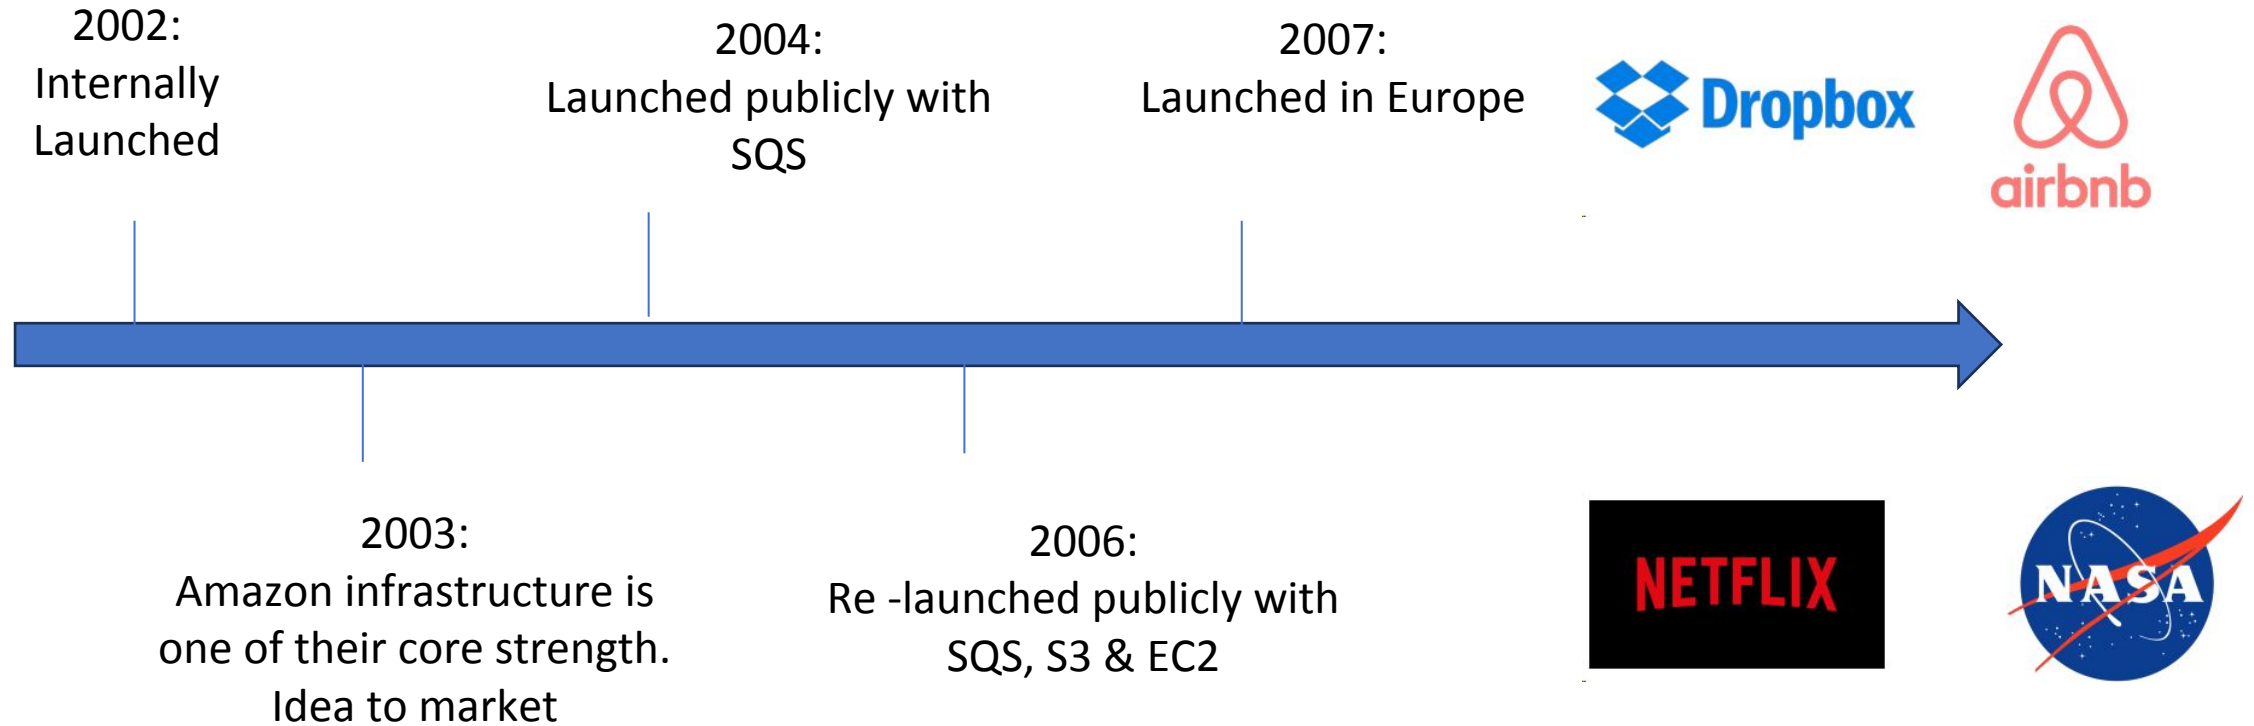 2002:
Internally
Launched
2004:
Launched publicly with
SQS
2007:
Launched in Europe
Dropbox
airbnb
2003:
Amazon infrastructure is
one of their core strength.
Idea to market
2006:
Re -launched publicly with
SQS, S3 & EC2
NETFLIX
NASA